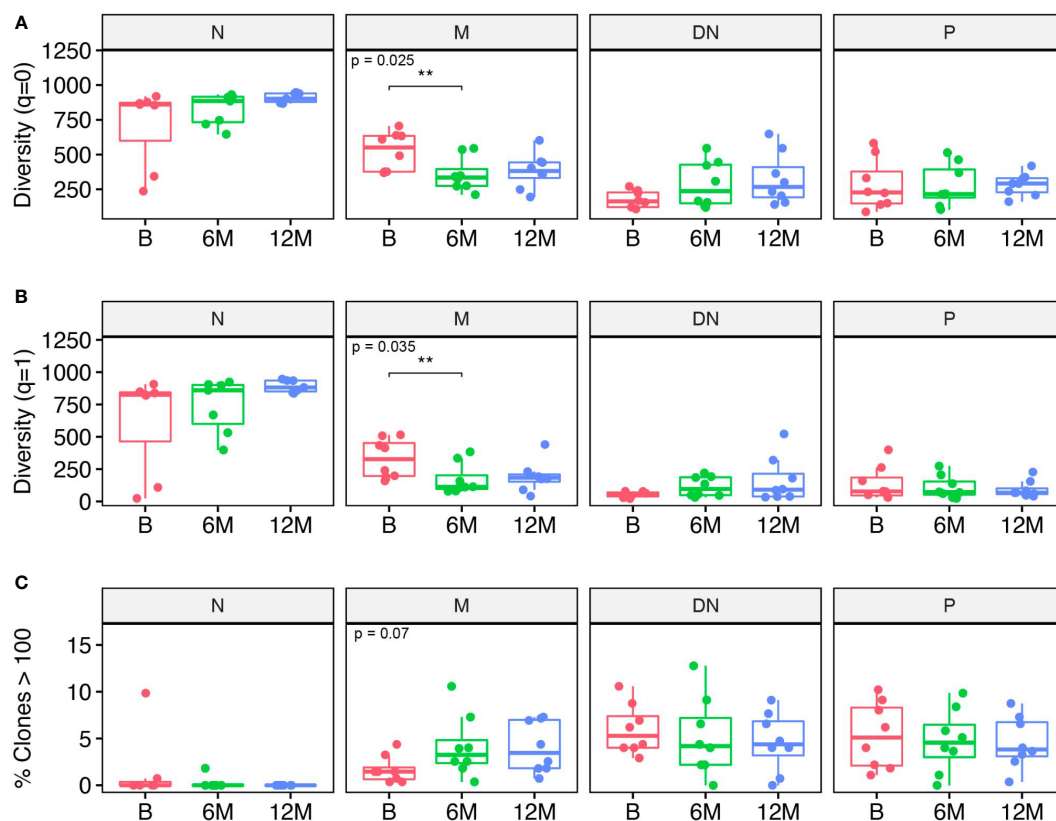 A
N M DN P
Diversity (q=0)
1250
1000
750
500
250
p = 0.025
**
B 6M 12M B 6M 12M B 6M 12M B 6M 12M
B
N M DN P
Diversity (q=1)
1250
1000
750
500
250
0
p = 0.035
**
B 6M 12M B 6M 12M B 6M 12M B 6M 12M
C
N M DN P
% Clones > 100
15
10
5
0
p = 0.07
B 6M 12M B 6M 12M B 6M 12M B 6M 12M